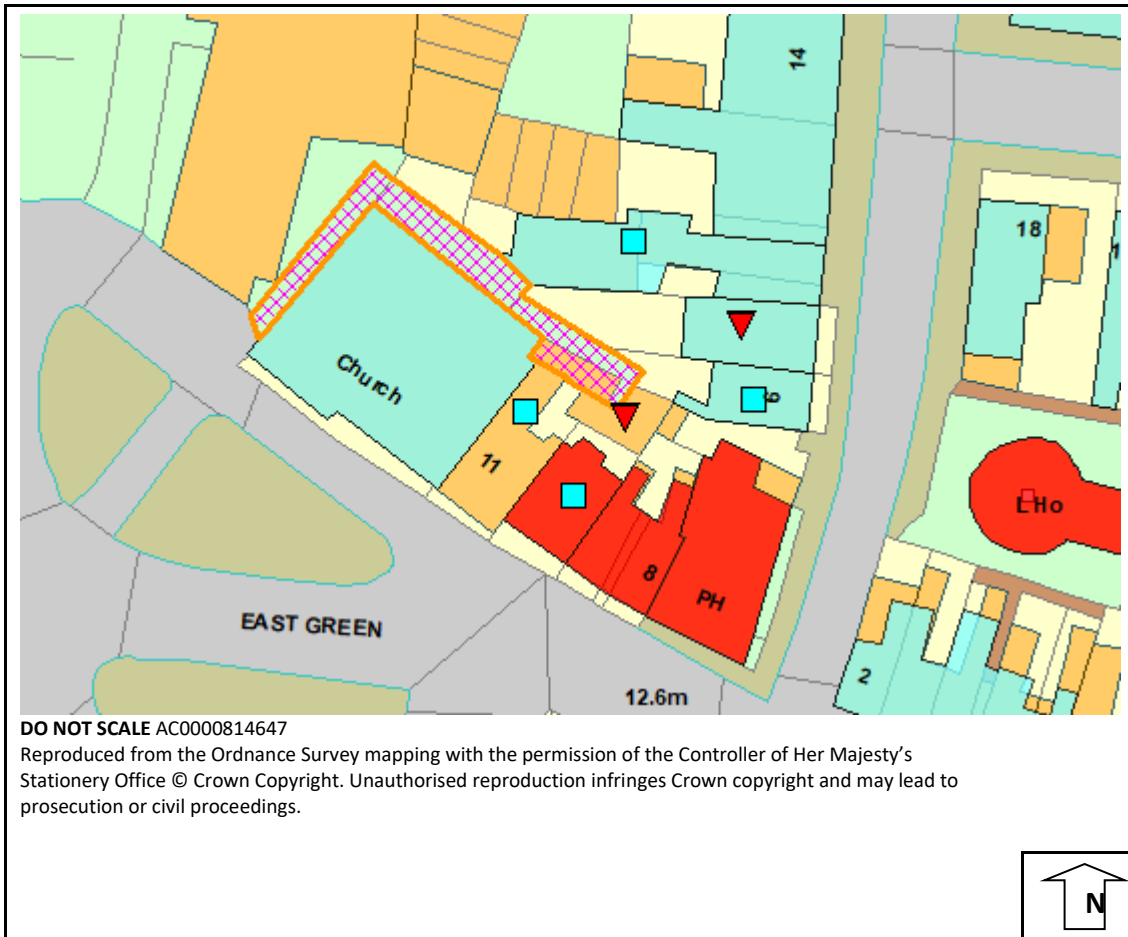 14
18
1
Church
9
L Ho
11
8
PH
EAST GREEN
2
12.6m
DO NOT SCALE AC0000814647
Reproduced from the Ordnance Survey mapping with the permission of the Controller of Her Majesty's
Stationery Office © Crown Copyright. Unauthorised reproduction infringes Crown copyright and may lead to
prosecution or civil proceedings.
N